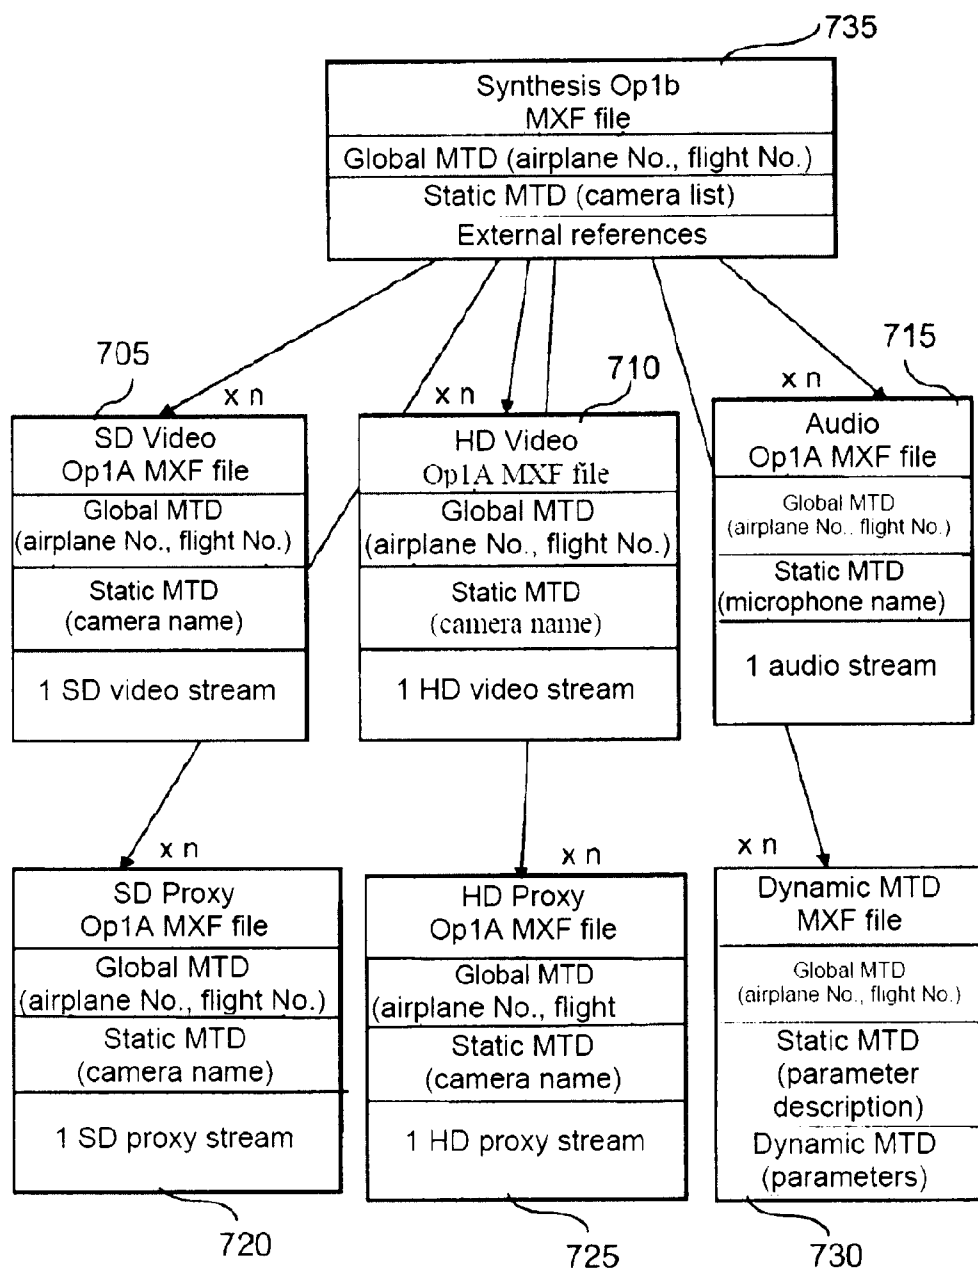 735
Synthesis Op1b
MXF file
Global MTD (airplane No., flight No.)
Static MTD (camera list)
External references
705
x n
SD Video
Op1A MXF file
Global MTD
(airplane No., flight No.)
Static MTD
(camera name)
1 SD video stream
x n
710
HD Video
Op1A MXF file
Global MTD
(airplane No., flight No.)
Static MTD
(camera name)
1 HD video stream
x n
715
Audio
Op1A MXF file
Global MTD
(airplane No., flight No.)
Static MTD
(microphone name)
1 audio stream
x n
SD Proxy
Op1A MXF file
Global MTD
(airplane No., flight No.)
Static MTD
(camera name)
1 SD proxy stream
720
x n
HD Proxy
Op1A MXF file
Global MTD
(airplane No., flight
Static MTD
(camera name)
1 HD proxy stream
725
x n
Dynamic MTD
MXF file
Global MTD
(airplane No., flight No.)
Static MTD
(parameter
description)
Dynamic MTD
(parameters)
730